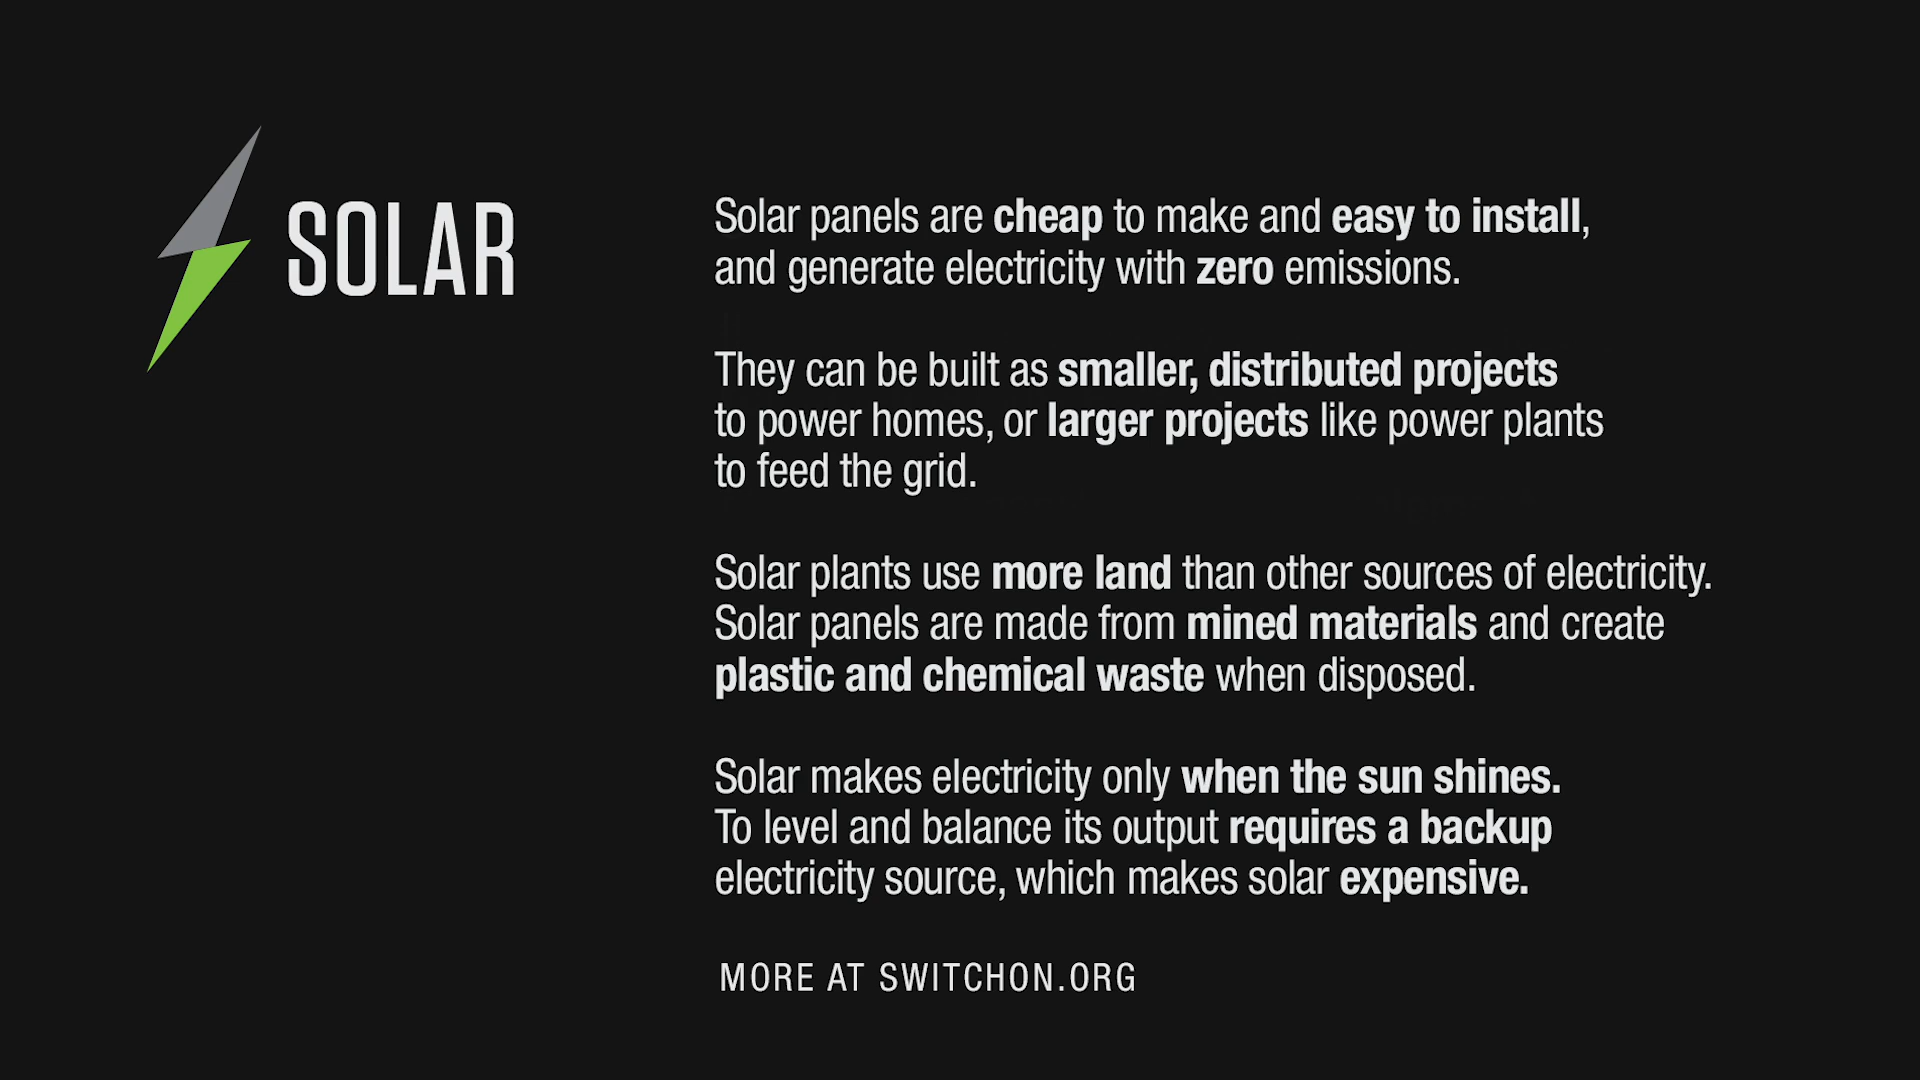 SOLAR
Solar panels are cheap to make and easy to install,
and generate electricity with zero emissions.
They can be built as smaller, distributed projects
to power homes, or larger projects like power plants
to feed the grid.
Solar plants use more land than other sources of electricity.
Solar panels are made from mined materials and create
plastic and chemical waste when disposed.
Solar makes electricity only when the sun shines.
To level and balance its output requires a backup
electricity source, which makes solar expensive.
MORE AT SWITCHON.ORG